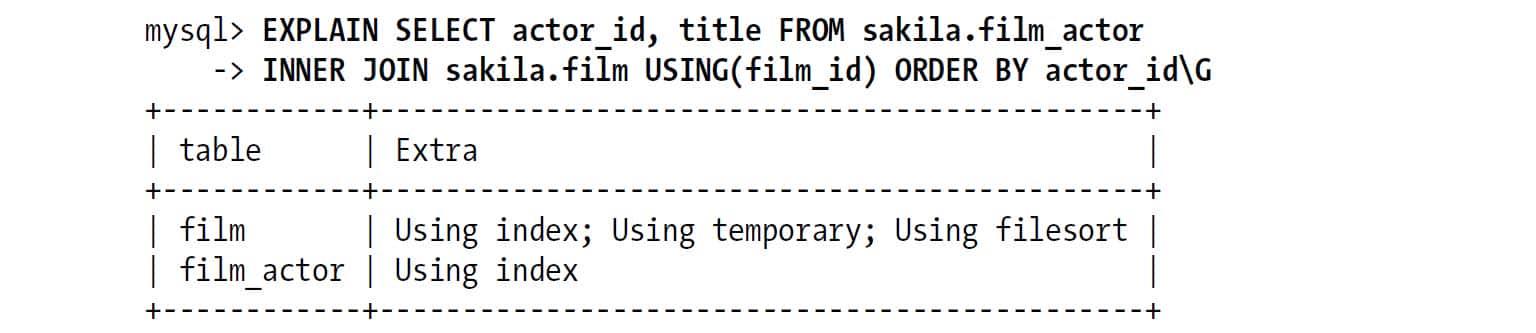 mysql> EXPLAIN SELECT actor_id, title FROM sakila.film_actor
    -> INNER JOIN sakila.film USING(film_id) ORDER BY actor_id\G
+------------+----------------------------------------------+
| table      | Extra                                        |
+------------+----------------------------------------------+
| film       | Using index; Using temporary; Using filesort |
| film_actor | Using index                                  |
+------------+----------------------------------------------+